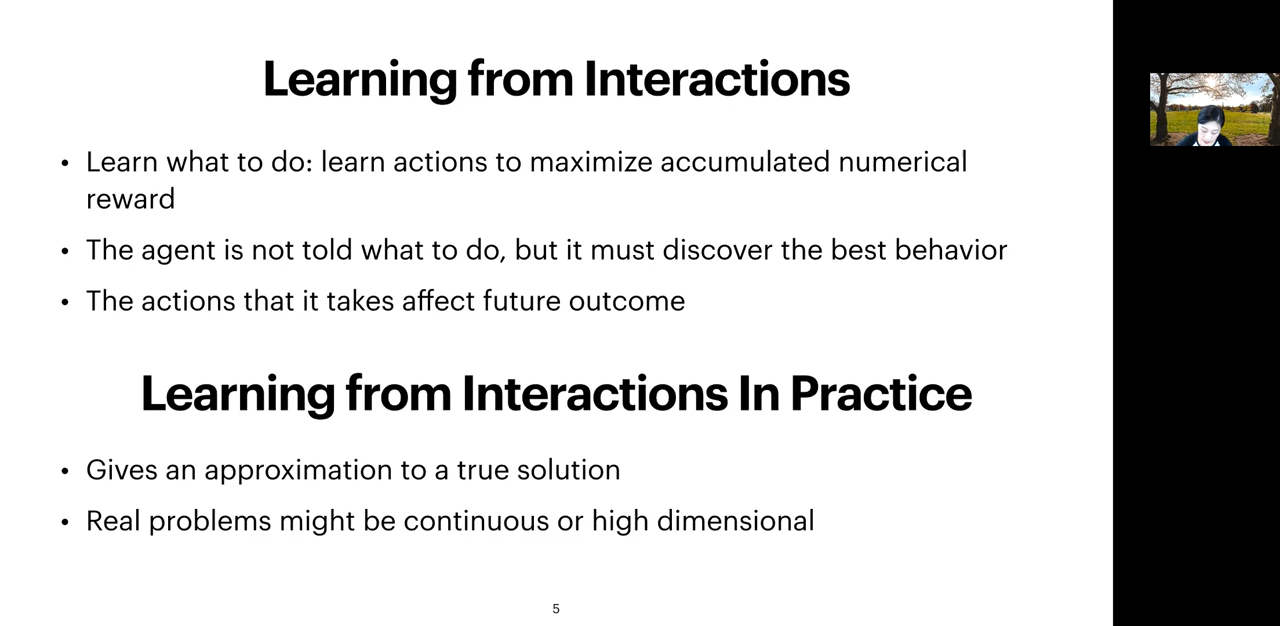 Learning from Interactions
• Learn what to do: learn actions to maximize accumulated numerical
reward
• The agent is not told what to do, but it must discover the best behavior
• The actions that it takes affect future outcome
Learning from Interactions In Practice
• Gives an approximation to a true solution
• Real problems might be continuous or high dimensional
5